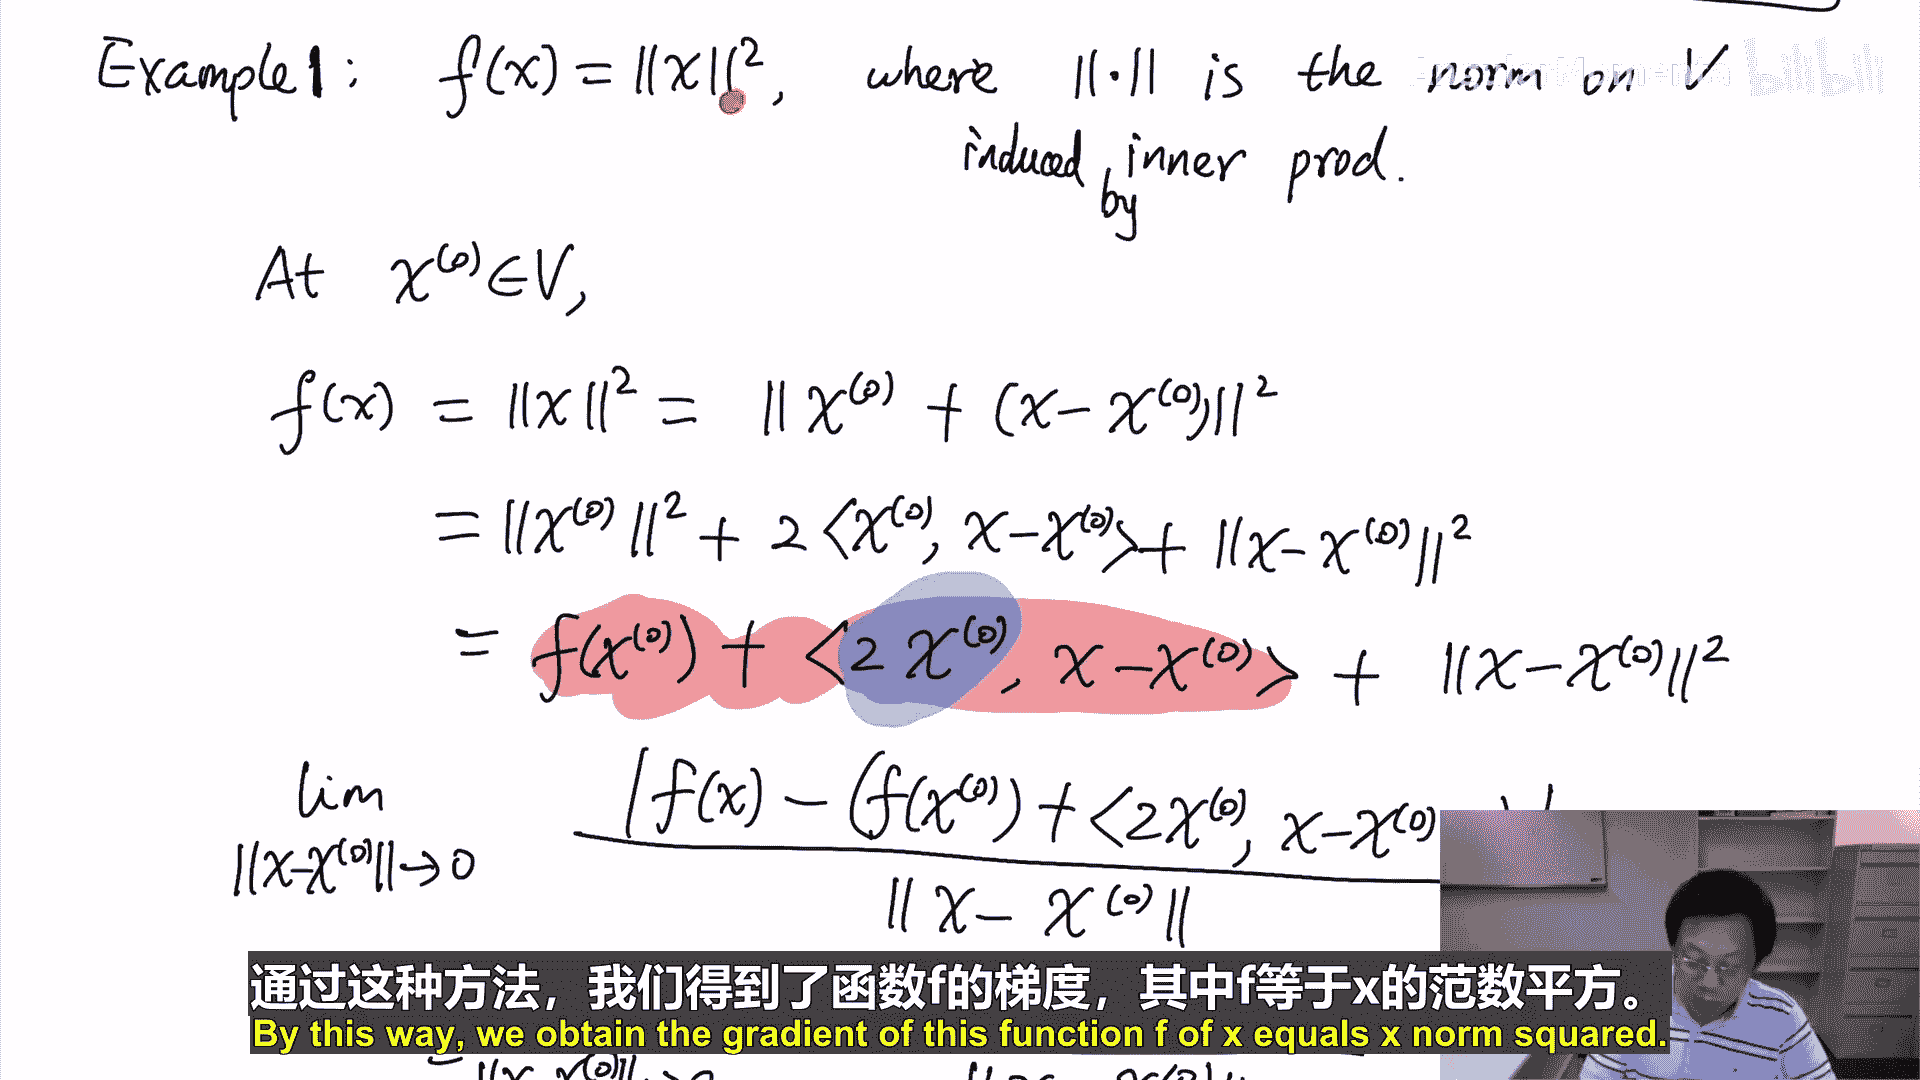 Example 1: f(x) = ||x||², where ||·|| is the norm on V
bilibili
induced by inner prod.
At x⁽⁰⁾ ∈ V,
f(x) = ||x||² = || x⁽⁰⁾ + (x - x⁽⁰⁾)||²
= ||x⁽⁰⁾||² + 2⟨x⁽⁰⁾, x - x⁽⁰⁾⟩ + ||x - x⁽⁰⁾||²
= f(x⁽⁰⁾) + ⟨2x⁽⁰⁾, x - x⁽⁰⁾⟩ + ||x - x⁽⁰⁾||²
lim |f(x) - (f(x⁽⁰⁾) + ⟨2x⁽⁰⁾, x - x⁽⁰⁾
||x - x⁽⁰⁾|| → 0
|| x - x⁽⁰⁾ ||
通过这种方法，我们得到了函数f的梯度，其中f等于x的范数平方。
By this way, we obtain the gradient of this function f of x equals x norm squared.